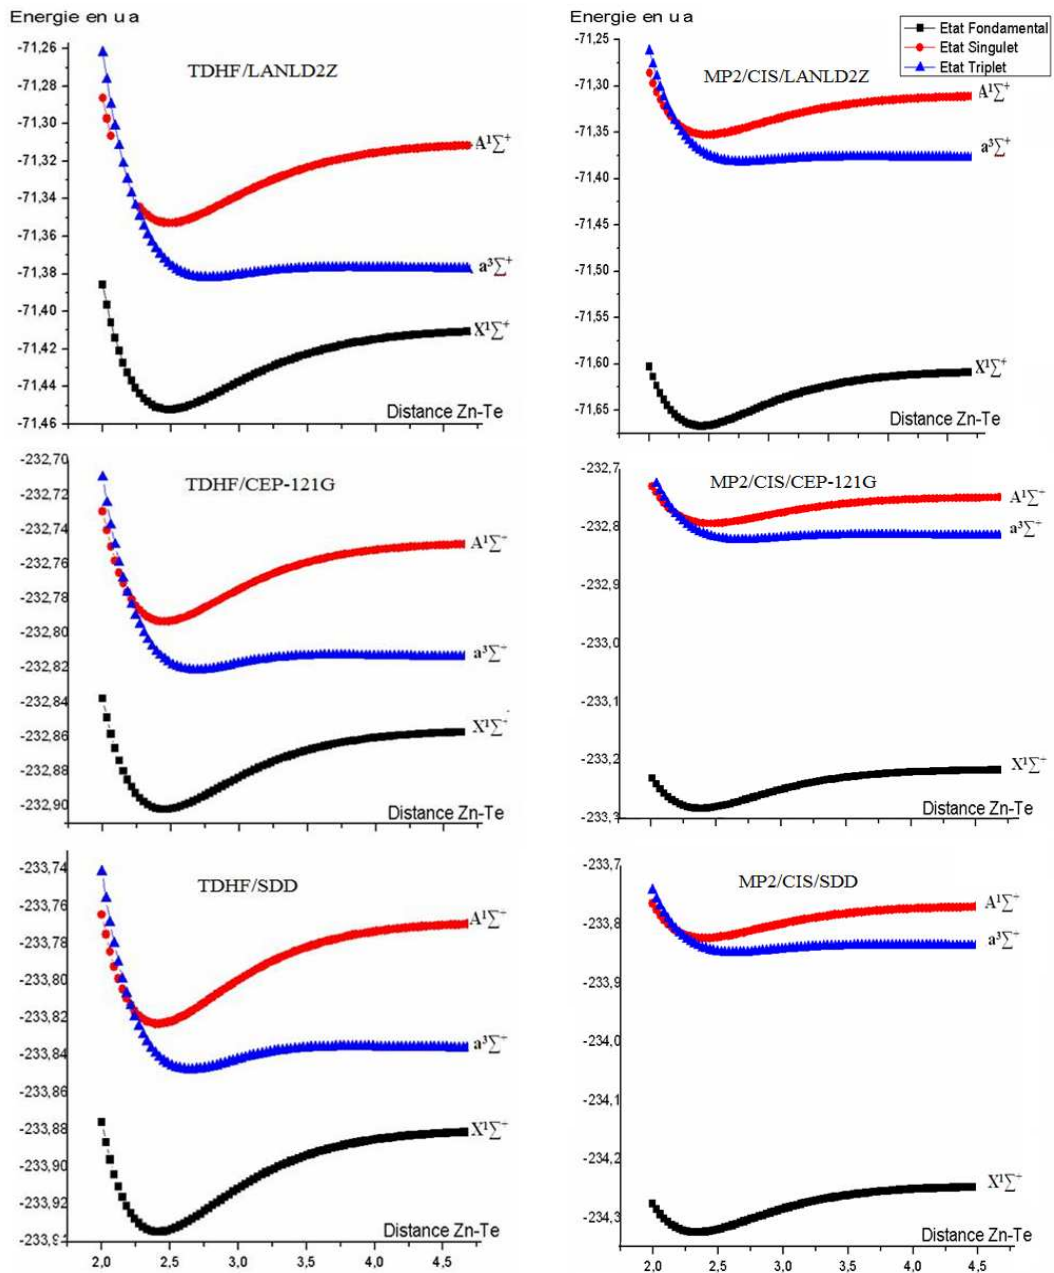 Energie en u a
-71,26
-71,28
-71,30
-71,32
-71,34
-71,36
-71,38
-71,40
-71,42
-71,44
-71,46
TDHF/LANLD2Z
A¹Σ⁺
a³Σ⁺
X¹Σ⁺
Distance Zn-Te
Energie en u a
-71,25
-71,30
-71,35
-71,40
-71,45
-71,50
-71,55
-71,60
-71,65
MP2/CIS/LANLD2Z
Etat Fondamental
Etat Singulet
Etat Triplet
A¹Σ⁺
a³Σ⁺
X¹Σ⁺
Distance Zn-Te
-232,70
-232,72
-232,74
-232,76
-232,78
-232,80
-232,82
-232,84
-232,86
-232,88
-232,90
TDHF/CEP-121G
A¹Σ⁺
a³Σ⁺
X¹Σ⁺
Distance Zn-Te
-232,7
-232,8
-232,9
-233,0
-233,1
-233,2
-233,3
MP2/CIS/CEP-121G
A¹Σ⁺
a³Σ⁺
X¹Σ⁺
Distance Zn-Te
-233,74
-233,76
-233,78
-233,80
-233,82
-233,84
-233,86
-233,88
-233,90
-233,92
TDHF/SDD
A¹Σ⁺
a³Σ⁺
X¹Σ⁺
Distance Zn-Te
2,0 2,5 3,0 3,5 4,0 4,5
-233,7
-233,8
-233,9
-234,0
-234,1
-234,2
-234,3
MP2/CIS/SDD
A¹Σ⁺
a³Σ⁺
X¹Σ⁺
Distance Zn-Te
2,0 2,5 3,0 3,5 4,0 4,5